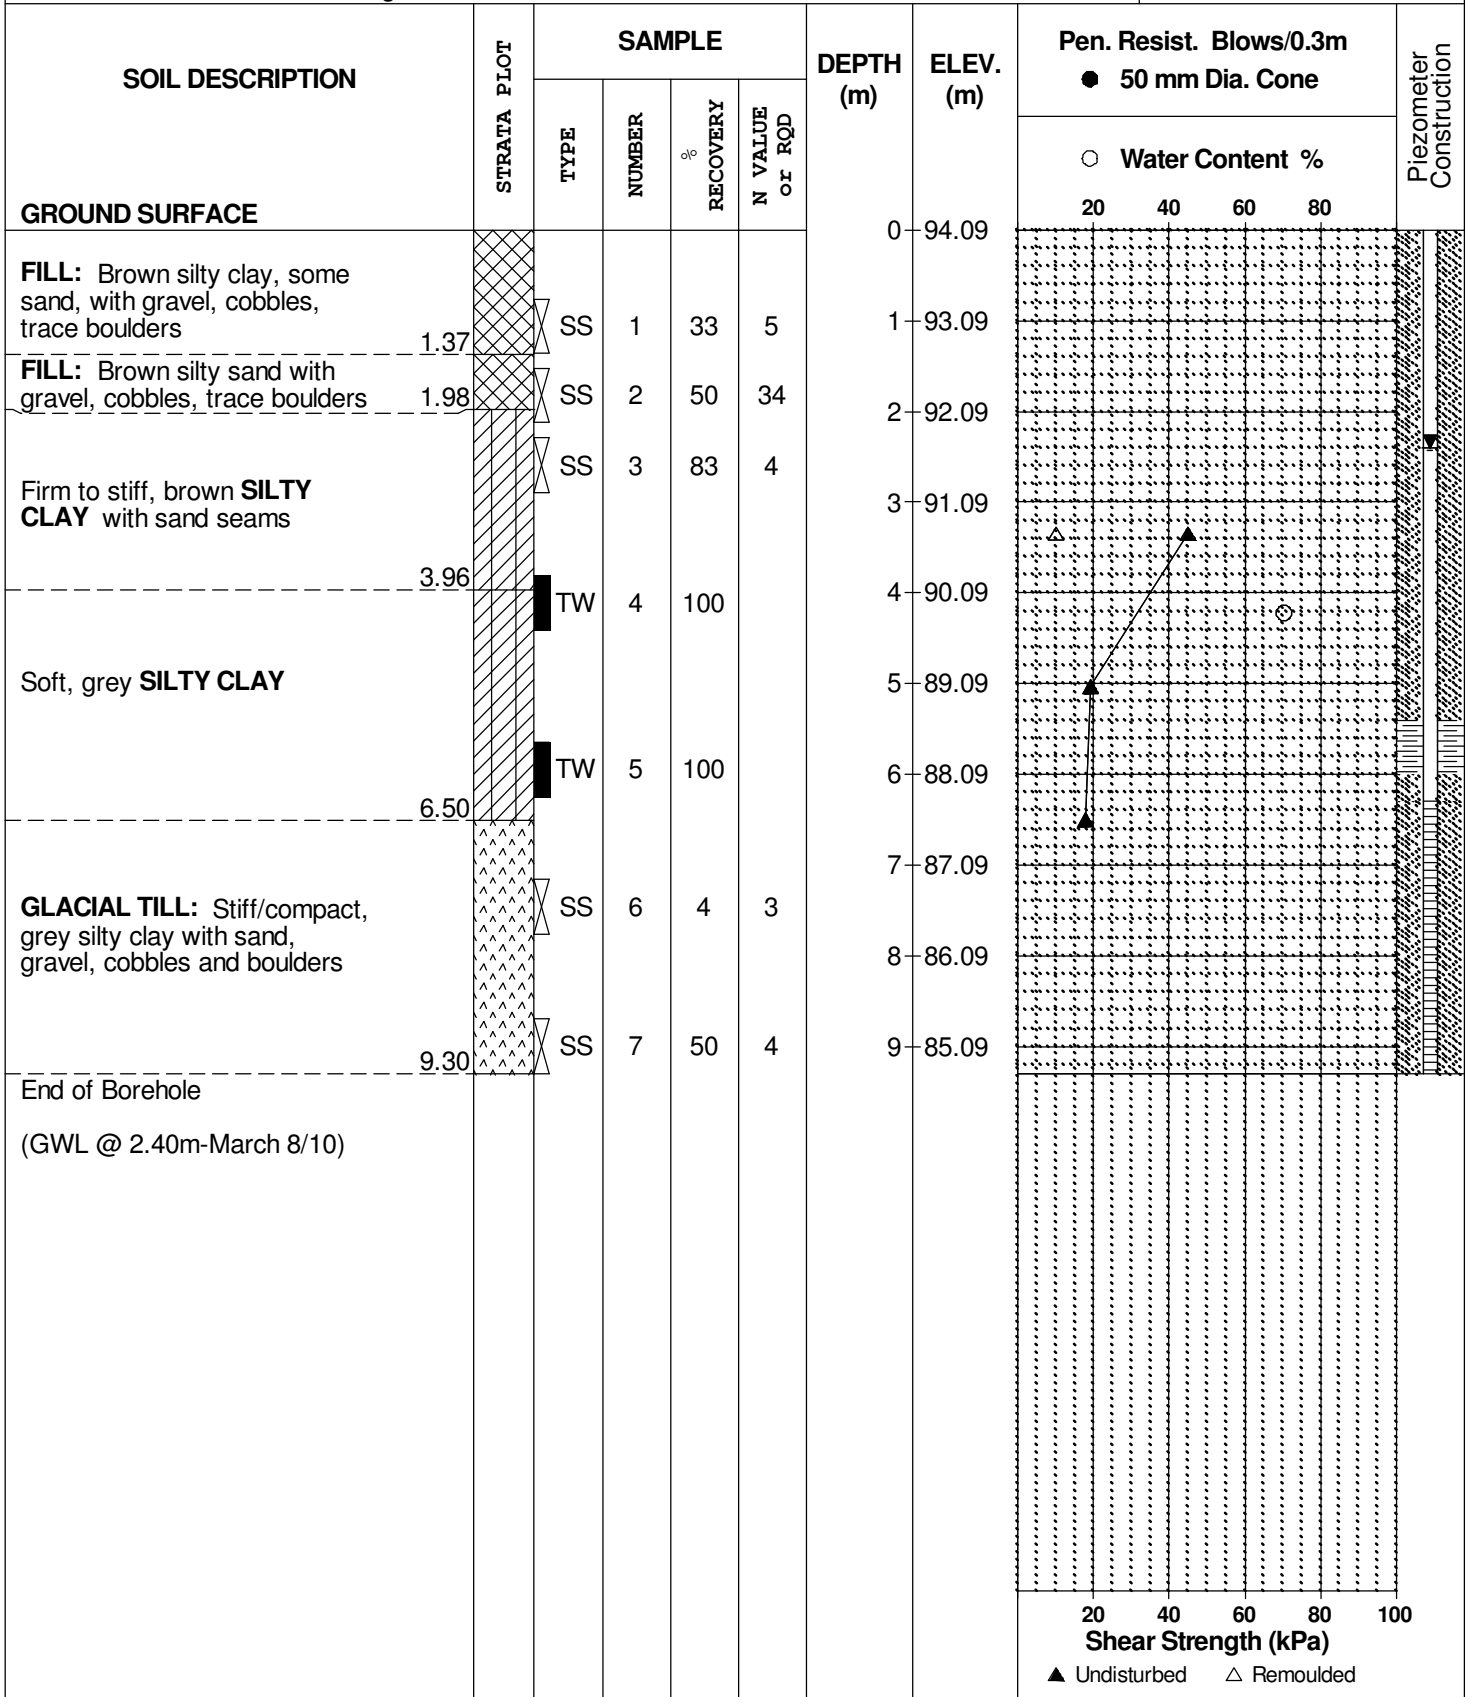 SOIL DESCRIPTION
STRATA PLOT
SAMPLE
TYPE
NUMBER
% RECOVERY
N VALUE or RQD
DEPTH (m)
ELEV. (m)
Pen. Resist. Blows/0.3m
● 50 mm Dia. Cone
○ Water Content %
Piezometer Construction
20 40 60 80
GROUND SURFACE
0 94.09
FILL: Brown silty clay, some
sand, with gravel, cobbles,
trace boulders
1.37
SS 1 33 5
1 93.09
FILL: Brown silty sand with
gravel, cobbles, trace boulders
1.98
SS 2 50 34
2 92.09
SS 3 83 4
Firm to stiff, brown SILTY
CLAY with sand seams
3 91.09
3.96
TW 4 100
4 90.09
Soft, grey SILTY CLAY
5 89.09
TW 5 100
6 88.09
6.50
7 87.09
GLACIAL TILL: Stiff/compact,
grey silty clay with sand,
gravel, cobbles and boulders
SS 6 4 3
8 86.09
SS 7 50 4
9 85.09
9.30
End of Borehole
(GWL @ 2.40m-March 8/10)
20 40 60 80 100
Shear Strength (kPa)
▲ Undisturbed △ Remoulded